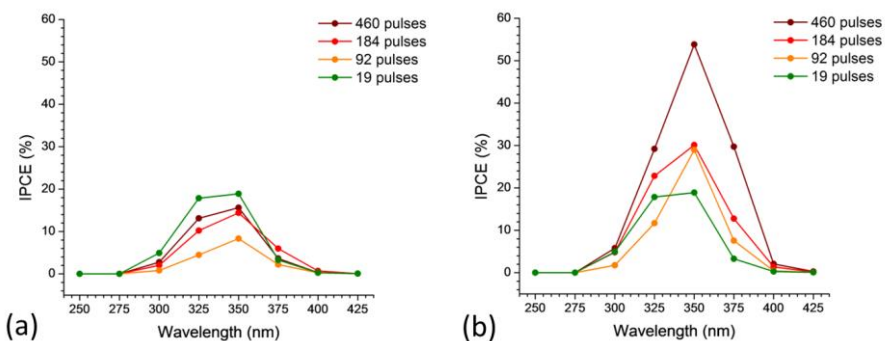 60
50
40
30
20
10
0
IPCE (%)
460 pulses
184 pulses
92 pulses
19 pulses
250 275 300 325 350 375 400 425
Wavelength (nm)
(a)
60
50
40
30
20
10
0
IPCE (%)
460 pulses
184 pulses
92 pulses
19 pulses
250 275 300 325 350 375 400 425
Wavelength (nm)
(b)